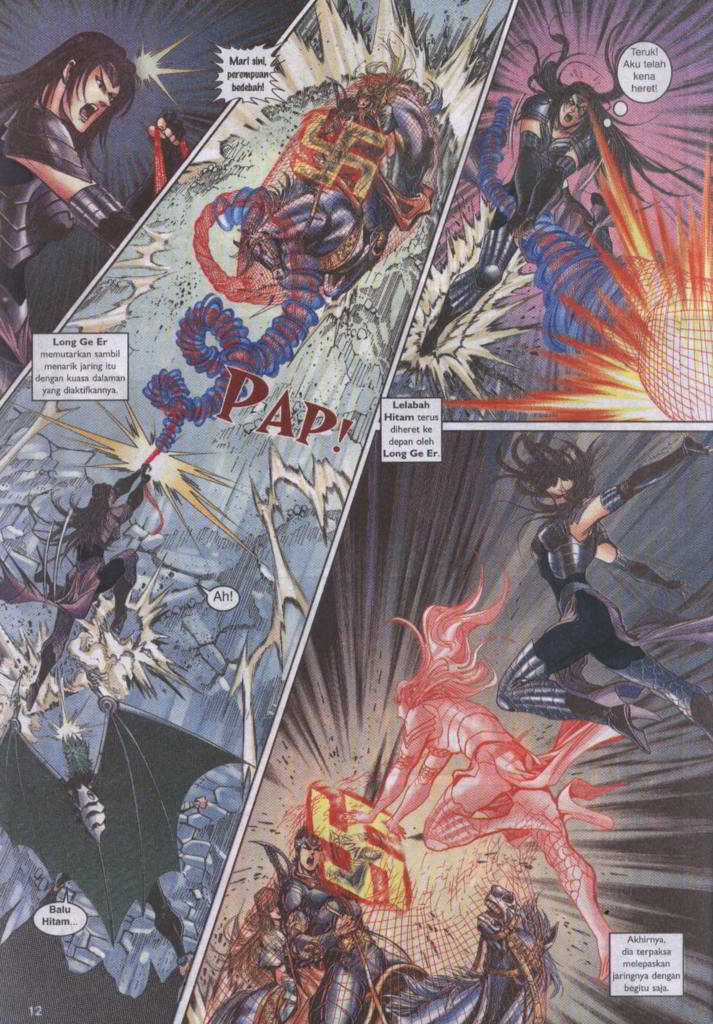 Mari sini,
perempuan
bedebah!
Long Ge Er
memutarkan sambil
menarik jaring itu
dengan kuasa dalaman
yang diaktifkannya.
PAP!
Ah!
Balu
Hitam...
Teruk!
Aku telah
kena
heret!
Lelabah
Hitam terus
diheret ke
depan oleh
Long Ge Er.
Akhirnya,
dia terpaksa
melepaskan
jaringnya dengan
begitu saja.
12